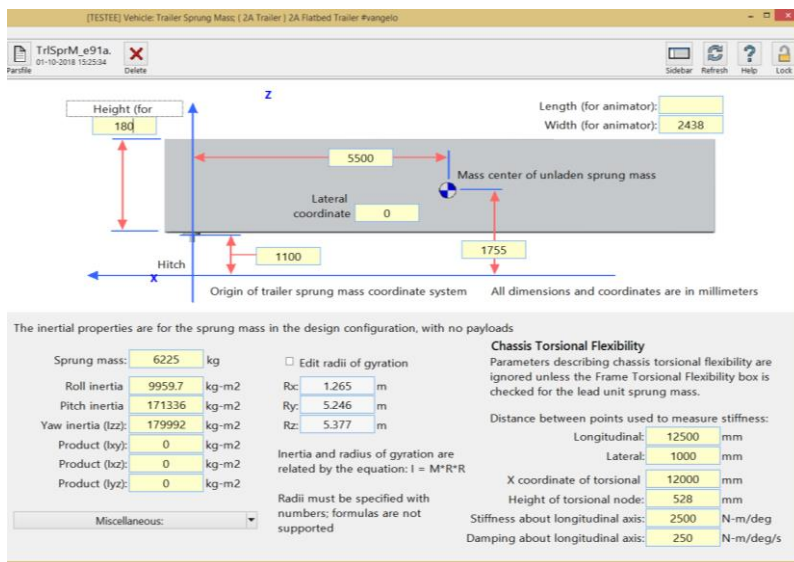 [TESTEE] Vehicle: Trailer Sprung Mass; ( 2A Trailer ) 2A Flatbed Trailer #vangelo
TrlSprM_e91a.
01-10-2018 15:25:34
Parsfile
Delete
Sidebar
Refresh
Help
Lock
Z
Height (for
180
Length (for animator):
Width (for animator): 2438
5500
Mass center of unladen sprung mass
Lateral
coordinate 0
1100
1755
Hitch
X
Origin of trailer sprung mass coordinate system
All dimensions and coordinates are in millimeters
The inertial properties are for the sprung mass in the design configuration, with no payloads
Sprung mass: 6225 kg
Roll inertia 9959.7 kg-m2
Pitch inertia 171336 kg-m2
Yaw inertia (Izz): 179992 kg-m2
Product (Ixy): 0 kg-m2
Product (Ixz): 0 kg-m2
Product (Iyz): 0 kg-m2
Miscellaneous:
Edit radii of gyration
Rx: 1.265 m
Ry: 5.246 m
Rz: 5.377 m
Inertia and radius of gyration are
related by the equation: I = M*R*R
Radii must be specified with
numbers; formulas are not
supported
Chassis Torsional Flexibility
Parameters describing chassis torsional flexibility are
ignored unless the Frame Torsional Flexibility box is
checked for the lead unit sprung mass.
Distance between points used to measure stiffness:
Longitudinal: 12500 mm
Lateral: 1000 mm
X coordinate of torsional 12000 mm
Height of torsional node: 528 mm
Stiffness about longitudinal axis: 2500 N-m/deg
Damping about longitudinal axis: 250 N-m/deg/s